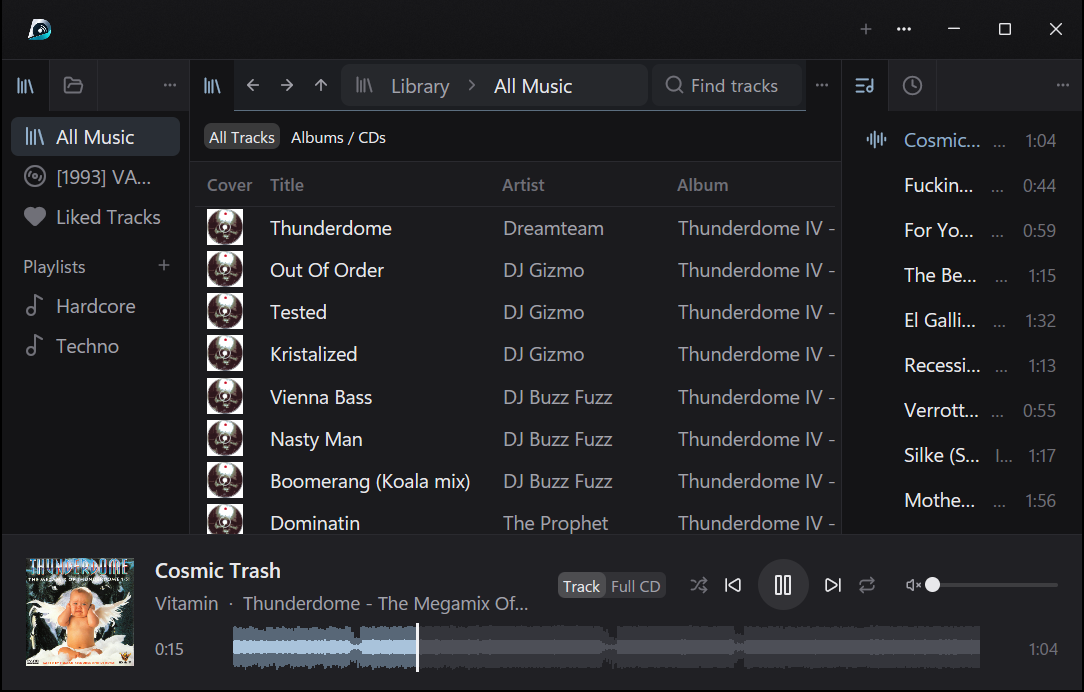 Library > All Music
Find tracks
All Music
[1993] VA...
Liked Tracks
Playlists
Hardcore
Techno
All Tracks Albums / CDs
Cover Title Artist Album
Thunderdome Dreamteam Thunderdome IV -
Out Of Order DJ Gizmo Thunderdome IV -
Tested DJ Gizmo Thunderdome IV -
Kristalized DJ Gizmo Thunderdome IV -
Vienna Bass DJ Buzz Fuzz Thunderdome IV -
Nasty Man DJ Buzz Fuzz Thunderdome IV -
Boomerang (Koala mix) DJ Buzz Fuzz Thunderdome IV -
Dominatin The Prophet Thunderdome IV -
Cosmic... ... 1:04
Fuckin... ... 0:44
For Yo... ... 0:59
The Be... ... 1:15
El Galli... ... 1:32
Recessi... ... 1:13
Verrott... ... 0:55
Silke (S... I... 1:17
Mothe... ... 1:56
THUNDERDOME
THE MEGAMIX OF THUNDERDOME
Cosmic Trash
Vitamin · Thunderdome - The Megamix Of...
Track Full CD
0:15
1:04